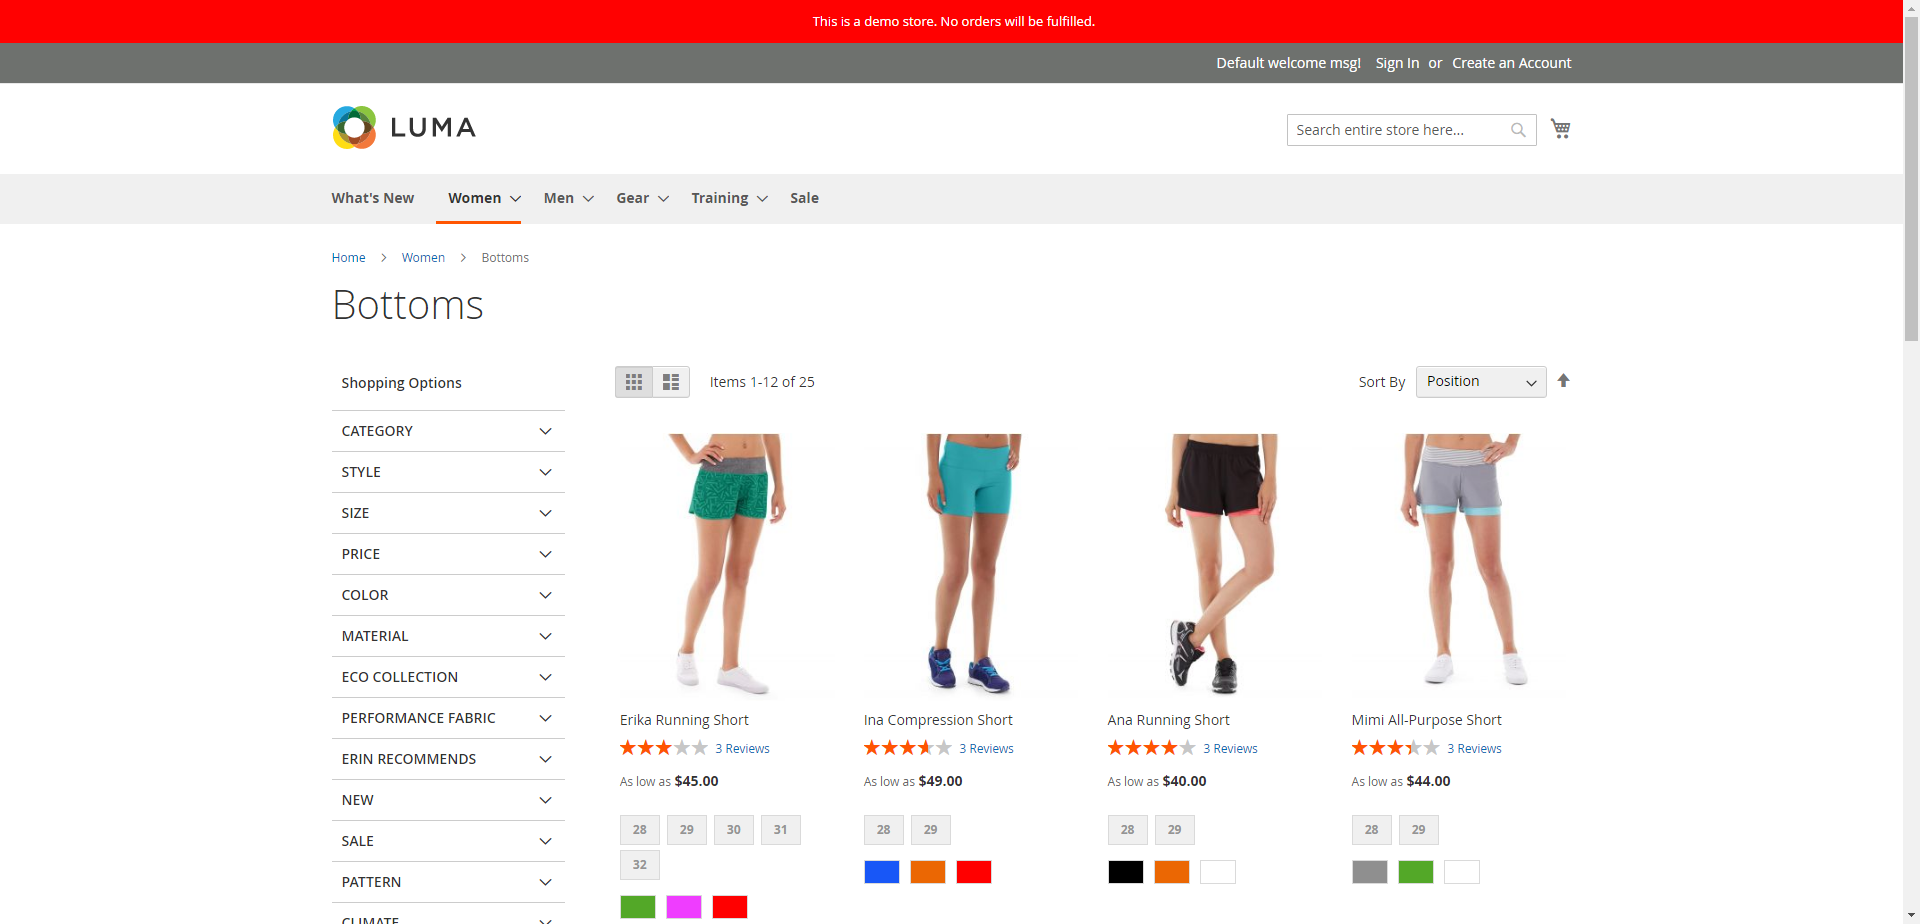 This is a demo store. No orders will be fulfilled.
Default welcome msg! Sign In or Create an Account
LUMA
Search entire store here...
What's New Women Men Gear Training Sale
Home Women Bottoms
Bottoms
Shopping Options
Items 1-12 of 25
Sort By Position
CATEGORY
STYLE
SIZE
PRICE
COLOR
MATERIAL
ECO COLLECTION
PERFORMANCE FABRIC
ERIN RECOMMENDS
NEW
SALE
PATTERN
CLIMATE
Erika Running Short
3 Reviews
As low as $45.00
28 29 30 31
32
Ina Compression Short
3 Reviews
As low as $49.00
28 29
Ana Running Short
3 Reviews
As low as $40.00
28 29
Mimi All-Purpose Short
3 Reviews
As low as $44.00
28 29